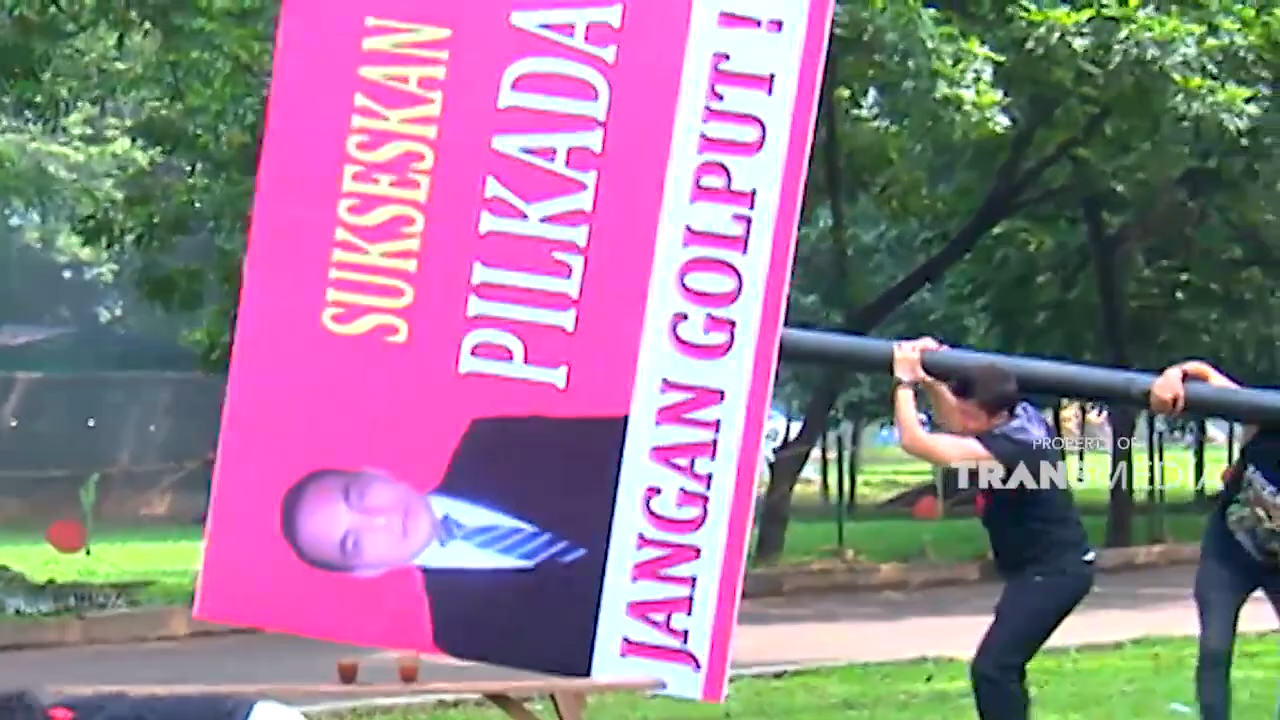 SUKSESKAN
PILKADA
JANGAN GOLPUT !
PROPERTY OF
TRANSMEDIA